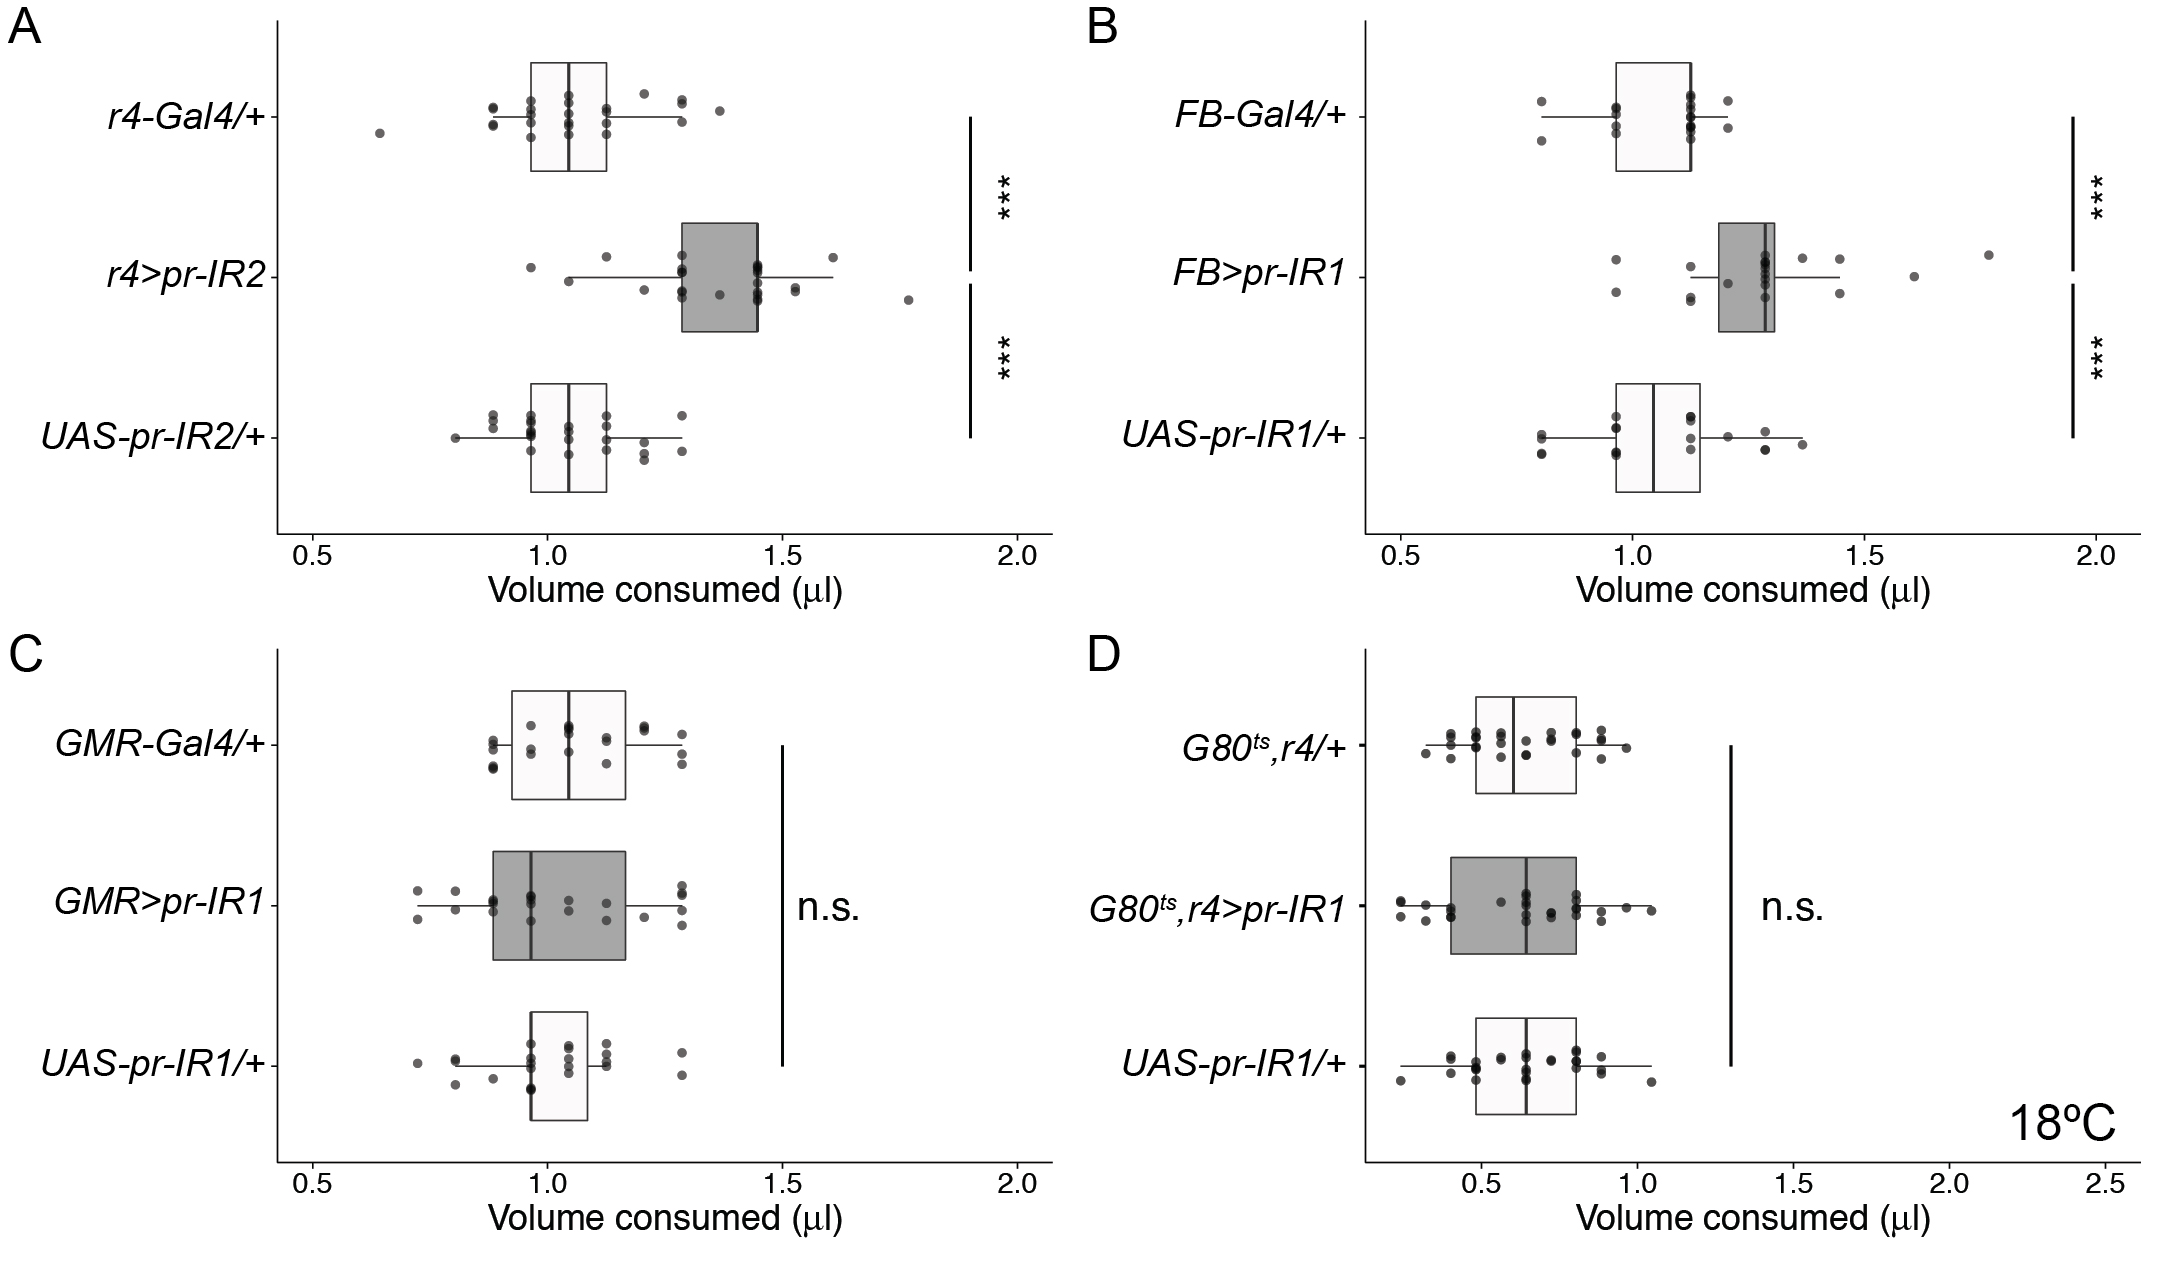 A
r4-Gal4/+
r4>pr-IR2
UAS-pr-IR2/+
***
***
0.5 1.0 1.5 2.0
Volume consumed (μl)
B
FB-Gal4/+
FB>pr-IR1
UAS-pr-IR1/+
***
***
0.5 1.0 1.5 2.0
Volume consumed (μl)
C
GMR-Gal4/+
GMR>pr-IR1
UAS-pr-IR1/+
n.s.
0.5 1.0 1.5 2.0
Volume consumed (μl)
D
G80ts,r4/+
G80ts,r4>pr-IR1
UAS-pr-IR1/+
n.s.
18ºC
0.5 1.0 1.5 2.0 2.5
Volume consumed (μl)